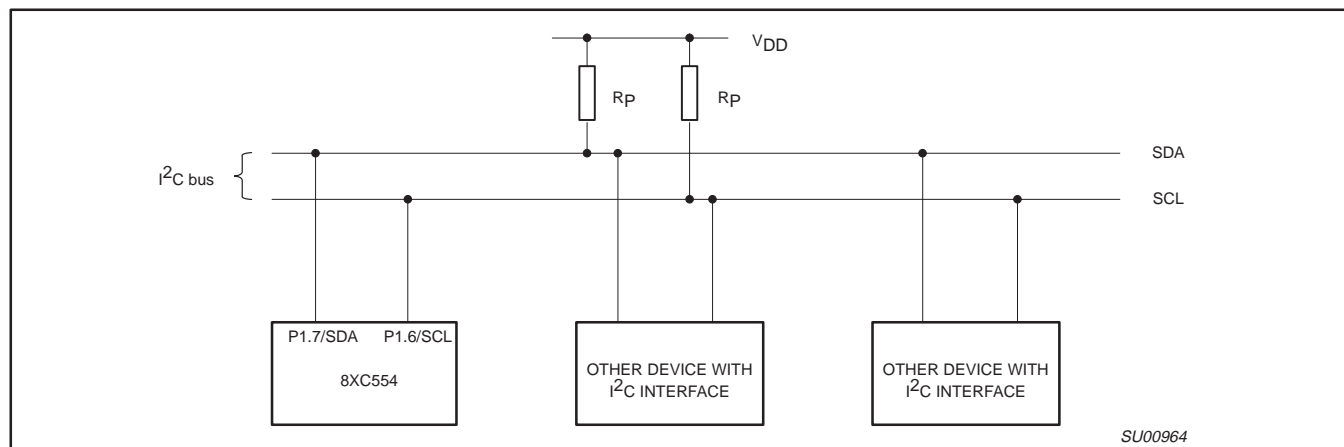 VDD
RP RP
SDA
I2C bus
SCL
P1.7/SDA P1.6/SCL
8XC554
OTHER DEVICE WITH
I2C INTERFACE
OTHER DEVICE WITH
I2C INTERFACE
SU00964